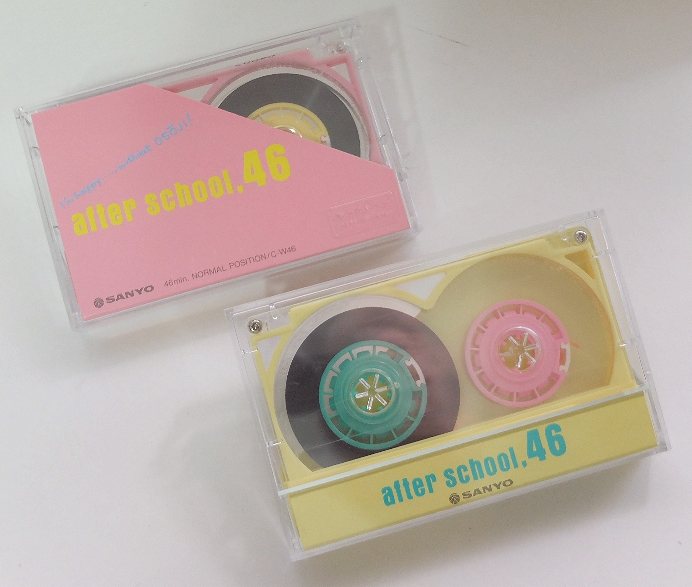 after school.46
SANYO 46min. NORMAL POSITION/C-W46
after school.46
SANYO